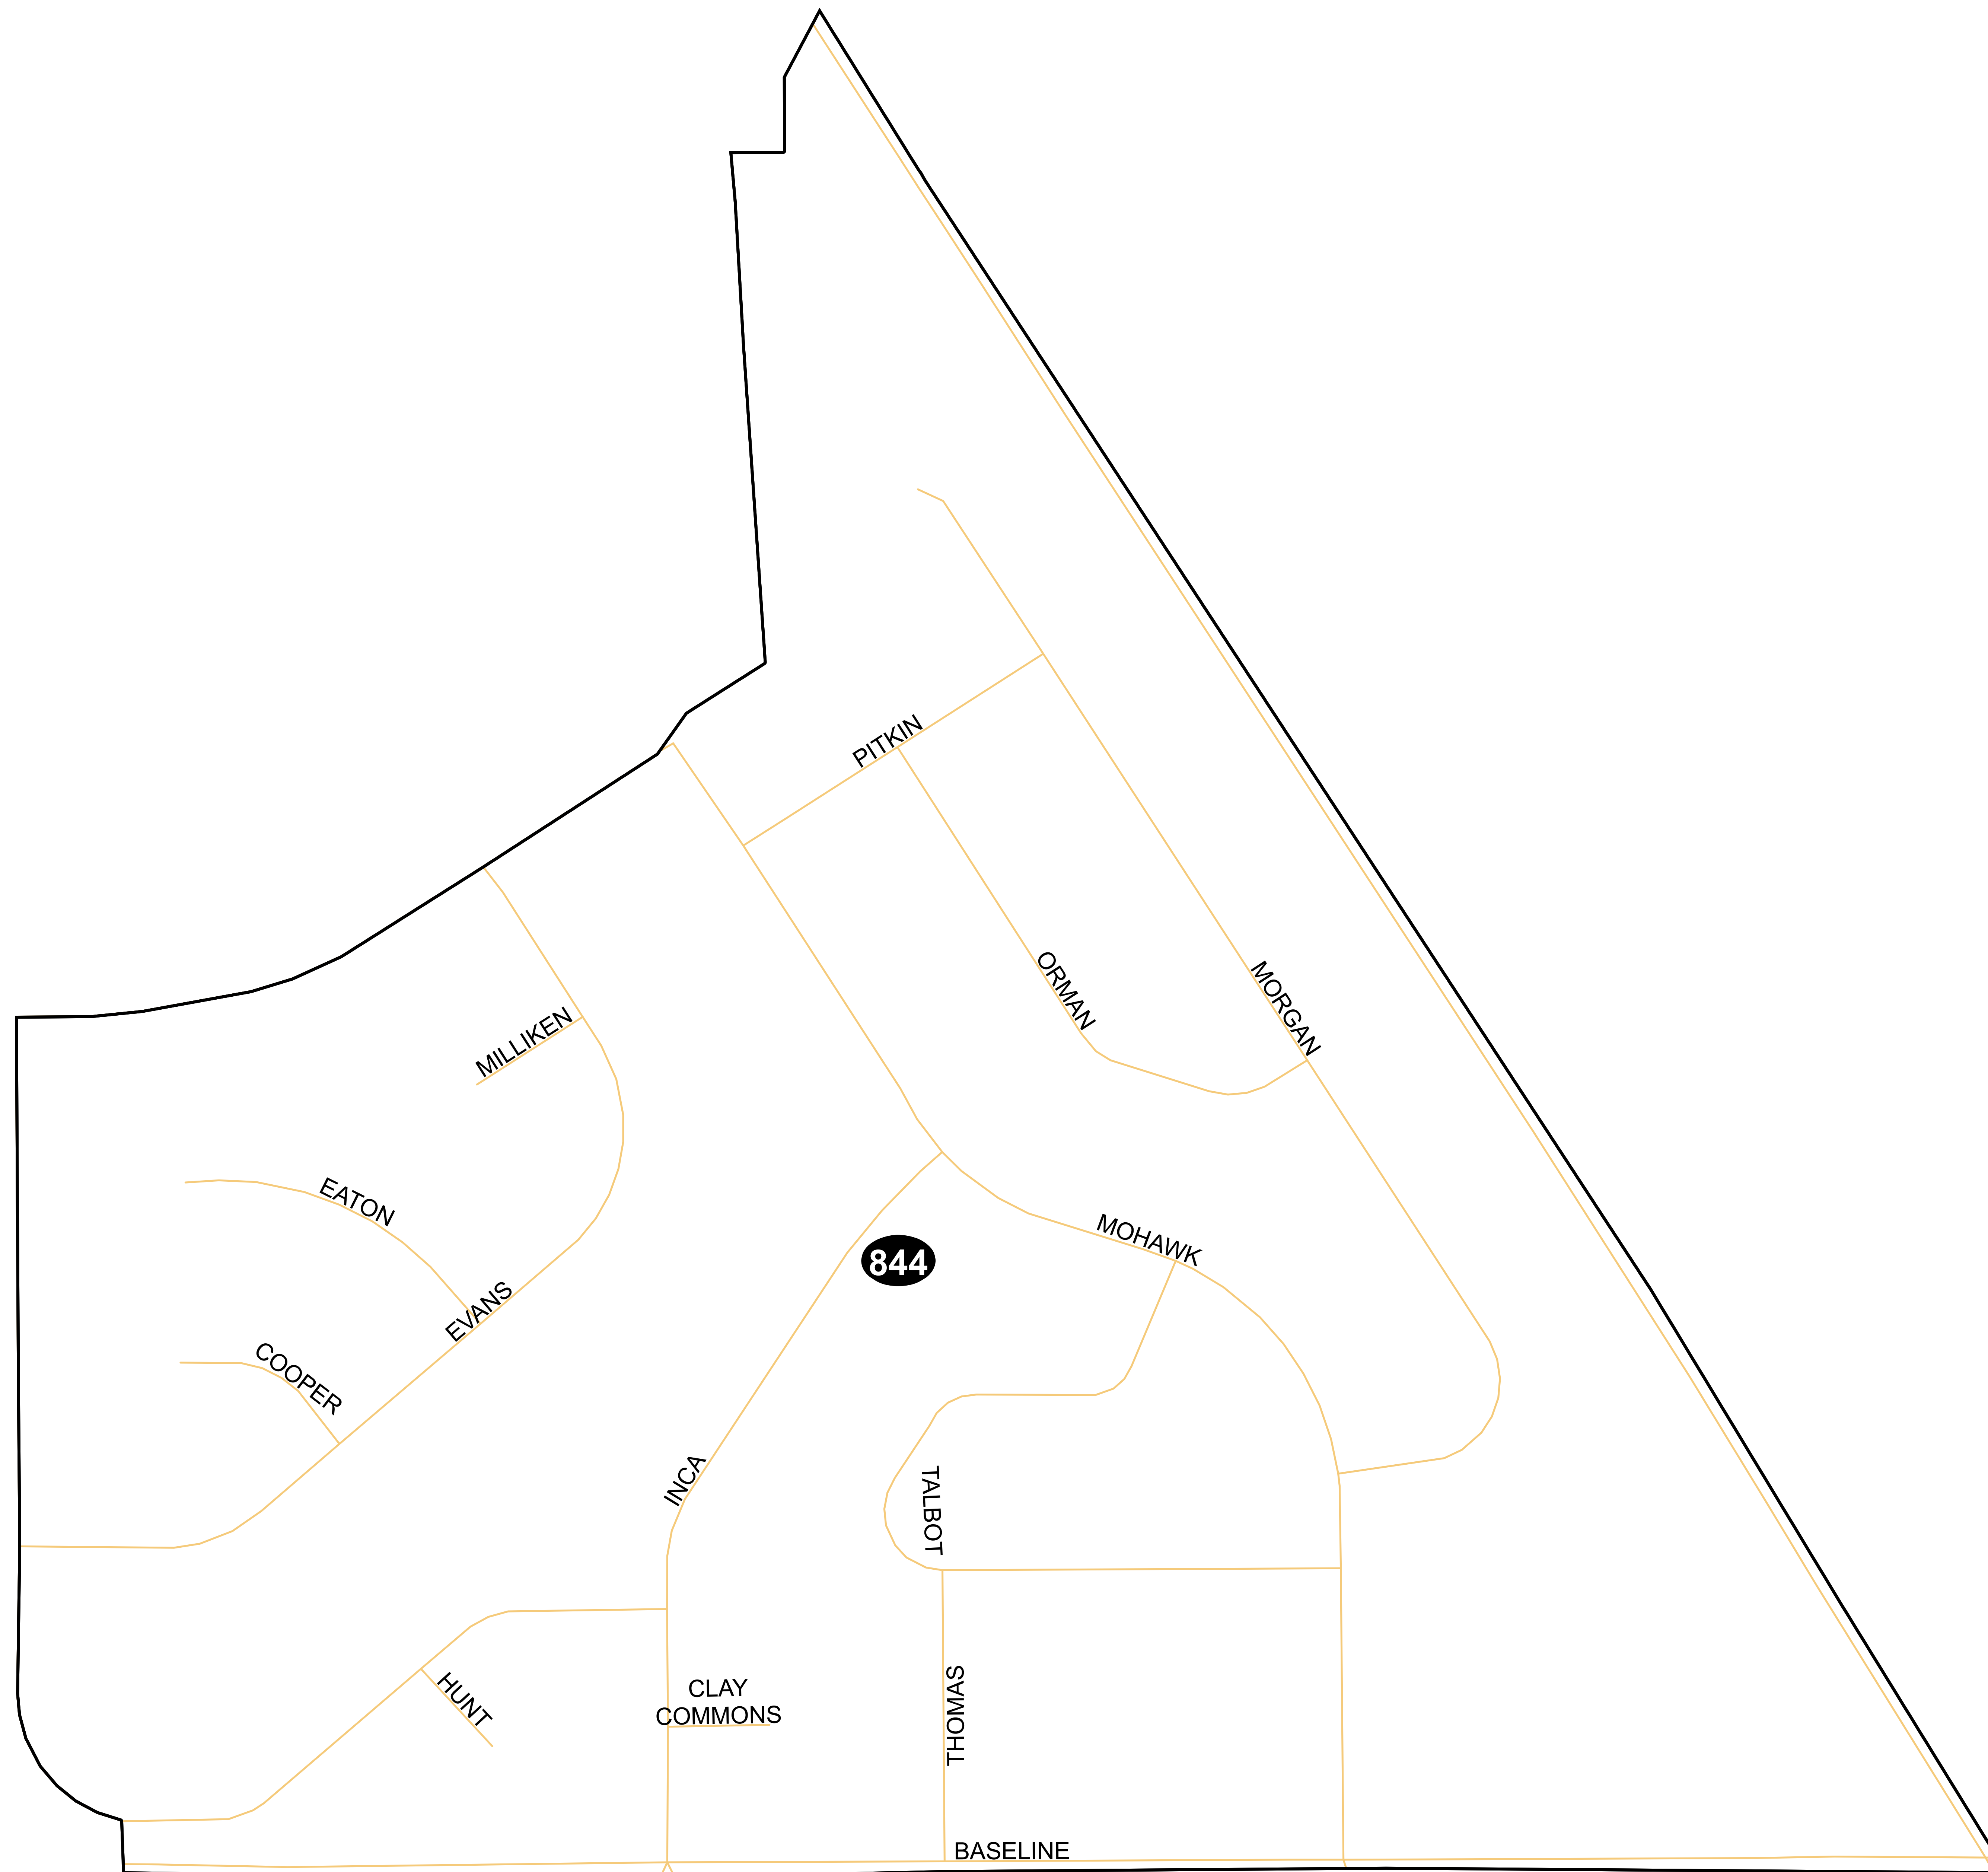 PITKIN
ORMAN
MORGAN
MILLIKEN
EATON
MOHAWK
844
EVANS
COOPER
INCA
TALBOT
HUNT
CLAY
COMMONS
THOMAS
BASELINE